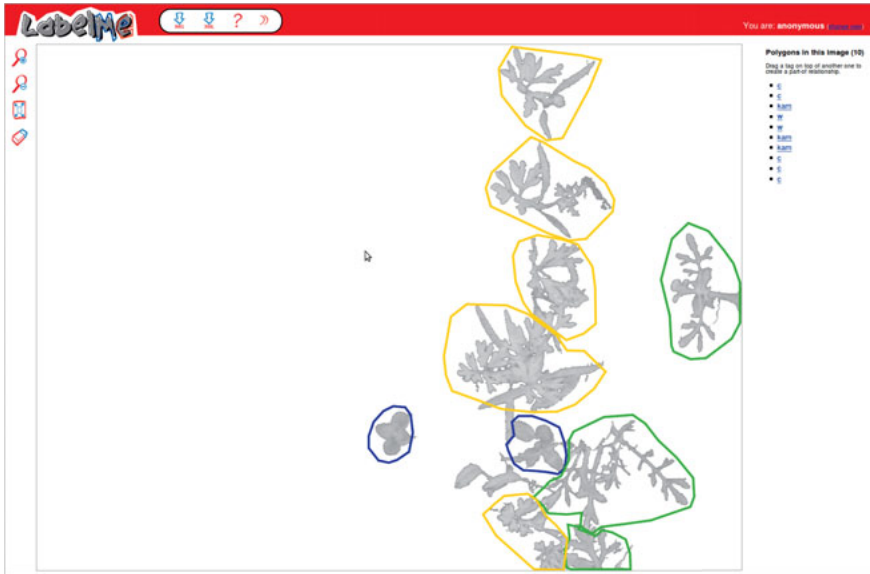 LabelMe
? »
You are: anonymous
Polygons in this image (10)
Drag a tag on top of another one to
create a part-of relationship.
c
c
kam
w
w
kam
kam
c
c
c